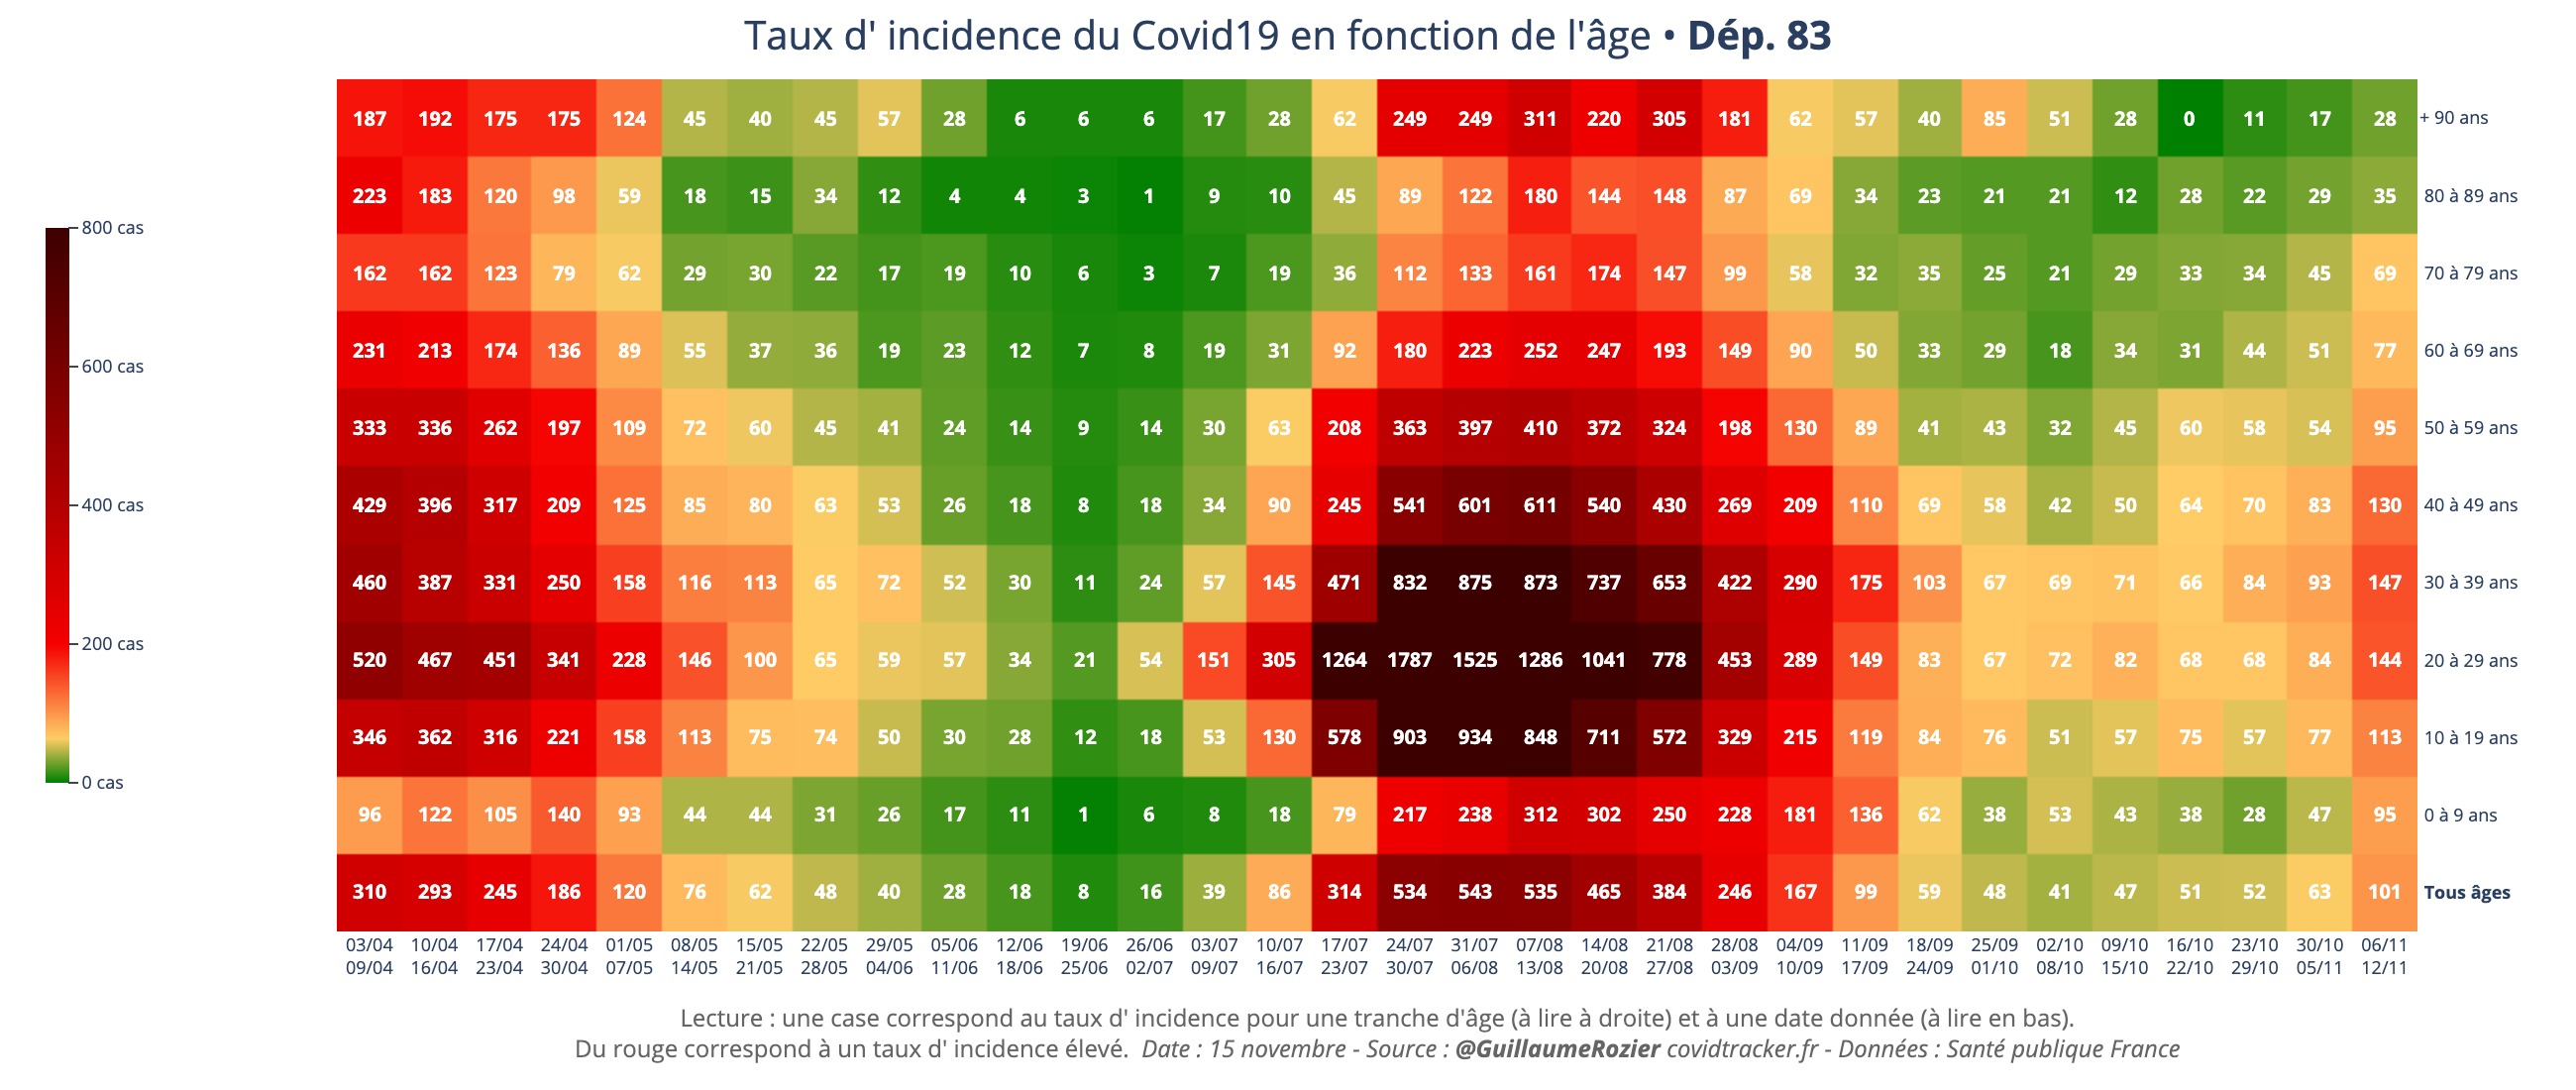 Taux d' incidence du Covid19 en fonction de l'âge • Dép. 83
187 192 175 175 124 45 40 45 57 28 6 6 6 17 28 62 249 249 311 220 305 181 62 57 40 85 51 28 0 11 17 28 + 90 ans
223 183 120 98 59 18 15 34 12 4 4 3 1 9 10 45 89 122 180 144 148 87 69 34 23 21 21 12 28 22 29 35 80 à 89 ans
800 cas
162 162 123 79 62 29 30 22 17 19 10 6 3 7 19 36 112 133 161 174 147 99 58 32 35 25 21 29 33 34 45 69 70 à 79 ans
231 213 174 136 89 55 37 36 19 23 12 7 8 19 31 92 180 223 252 247 193 149 90 50 33 29 18 34 31 44 51 77 60 à 69 ans
600 cas
333 336 262 197 109 72 60 45 41 24 14 9 14 30 63 208 363 397 410 372 324 198 130 89 41 43 32 45 60 58 54 95 50 à 59 ans
400 cas
429 396 317 209 125 85 80 63 53 26 18 8 18 34 90 245 541 601 611 540 430 269 209 110 69 58 42 50 64 70 83 130 40 à 49 ans
460 387 331 250 158 116 113 65 72 52 30 11 24 57 145 471 832 875 873 737 653 422 290 175 103 67 69 71 66 84 93 147 30 à 39 ans
200 cas
520 467 451 341 228 146 100 65 59 57 34 21 54 151 305 1264 1787 1525 1286 1041 778 453 289 149 83 67 72 82 68 68 84 144 20 à 29 ans
346 362 316 221 158 113 75 74 50 30 28 12 18 53 130 578 903 934 848 711 572 329 215 119 84 76 51 57 75 57 77 113 10 à 19 ans
0 cas
96 122 105 140 93 44 44 31 26 17 11 1 6 8 18 79 217 238 312 302 250 228 181 136 62 38 53 43 38 28 47 95 0 à 9 ans
310 293 245 186 120 76 62 48 40 28 18 8 16 39 86 314 534 543 535 465 384 246 167 99 59 48 41 47 51 52 63 101 Tous âges
03/04 10/04 17/04 24/04 01/05 08/05 15/05 22/05 29/05 05/06 12/06 19/06 26/06 03/07 10/07 17/07 24/07 31/07 07/08 14/08 21/08 28/08 04/09 11/09 18/09 25/09 02/10 09/10 16/10 23/10 30/10 06/11
09/04 16/04 23/04 30/04 07/05 14/05 21/05 28/05 04/06 11/06 18/06 25/06 02/07 09/07 16/07 23/07 30/07 06/08 13/08 20/08 27/08 03/09 10/09 17/09 24/09 01/10 08/10 15/10 22/10 29/10 05/11 12/11
Lecture : une case correspond au taux d' incidence pour une tranche d'âge (à lire à droite) et à une date donnée (à lire en bas).
Du rouge correspond à un taux d' incidence élevé. Date : 15 novembre - Source : @GuillaumeRozier covidtracker.fr - Données : Santé publique France